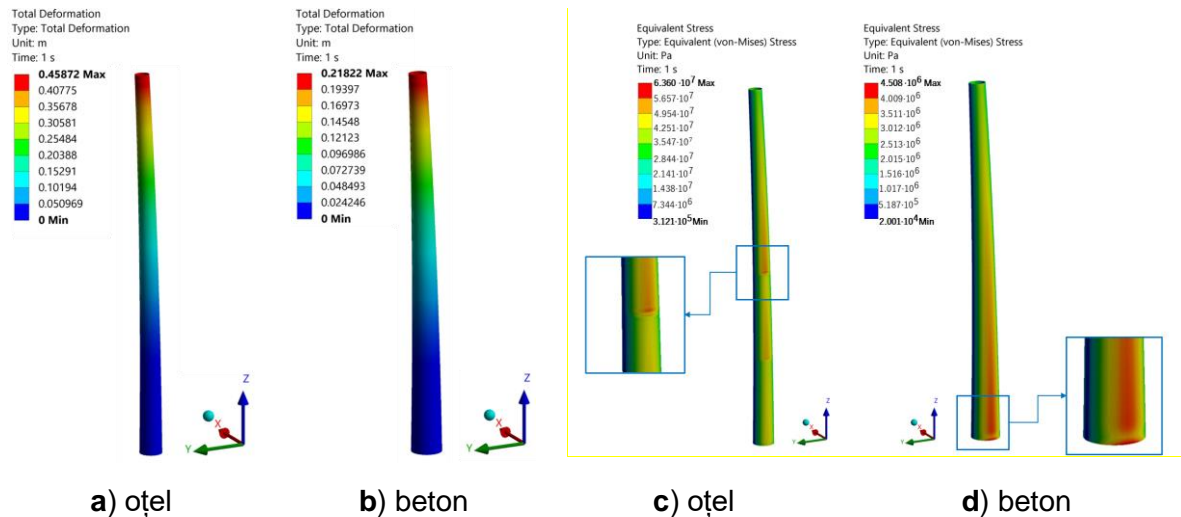 Total Deformation
Type: Total Deformation
Unit: m
Time: 1 s
0.45872 Max
0.40775
0.35678
0.30581
0.25484
0.20388
0.15291
0.10194
0.050969
0 Min
Z
X
Y
a) oțel
Total Deformation
Type: Total Deformation
Unit: m
Time: 1 s
0.21822 Max
0.19397
0.16973
0.14548
0.12123
0.096986
0.072739
0.048493
0.024246
0 Min
Z
X
Y
b) beton
Equivalent Stress
Type: Equivalent (von-Mises) Stress
Unit: Pa
Time: 1 s
6.360·10⁷ Max
5.657·10⁷
4.954·10⁷
4.251·10⁷
3.547·10⁷
2.844·10⁷
2.141·10⁷
1.438·10⁷
7.344·10⁶
3.121·10⁵ Min
Z
X
Y
c) oțel
Equivalent Stress
Type: Equivalent (von-Mises) Stress
Unit: Pa
Time: 1 s
4.508·10⁶ Max
4.009·10⁶
3.511·10⁶
3.012·10⁶
2.513·10⁶
2.015·10⁶
1.516·10⁶
1.017·10⁶
5.187·10⁵
2.001·10⁴ Min
Z
X
Y
d) beton